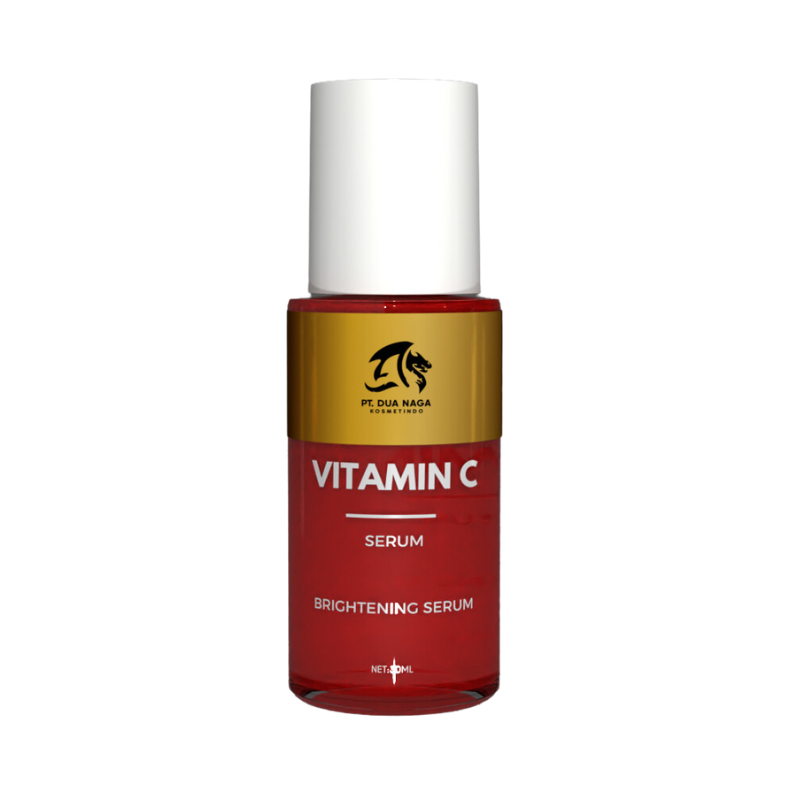 PT. DUA NAGA
KOSMETINDO
VITAMIN C
SERUM
BRIGHTENING SERUM